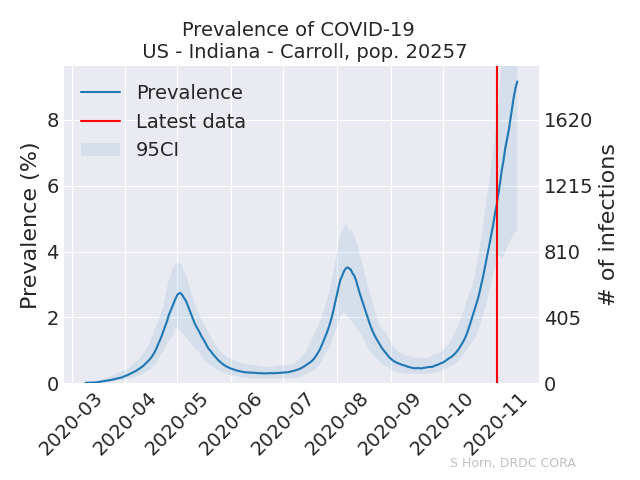 Prevalence of COVID-19
US - Indiana - Carroll, pop. 20257
Prevalence
Latest data
95CI
Prevalence (%)
8
6
4
2
0
# of infections
1620
1215
810
405
0
2020-03
2020-04
2020-05
2020-06
2020-07
2020-08
2020-09
2020-10
2020-11
S Horn, DRDC CORA